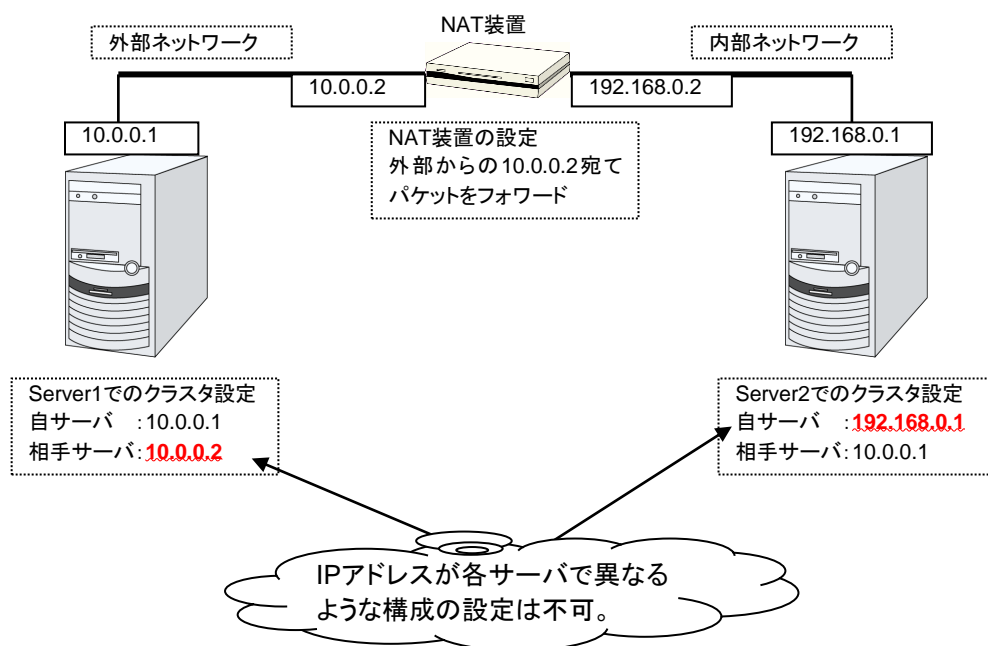 NAT装置
外部ネットワーク
内部ネットワーク
10.0.0.2
192.168.0.2
10.0.0.1
192.168.0.1
NAT装置の設定
外部からの10.0.0.2宛て
パケットをフォワード
Server1でのクラスタ設定
自サーバ :10.0.0.1
相手サーバ:10.0.0.2
Server2でのクラスタ設定
自サーバ :192.168.0.1
相手サーバ:10.0.0.1
IPアドレスが各サーバで異なる
ような構成の設定は不可。